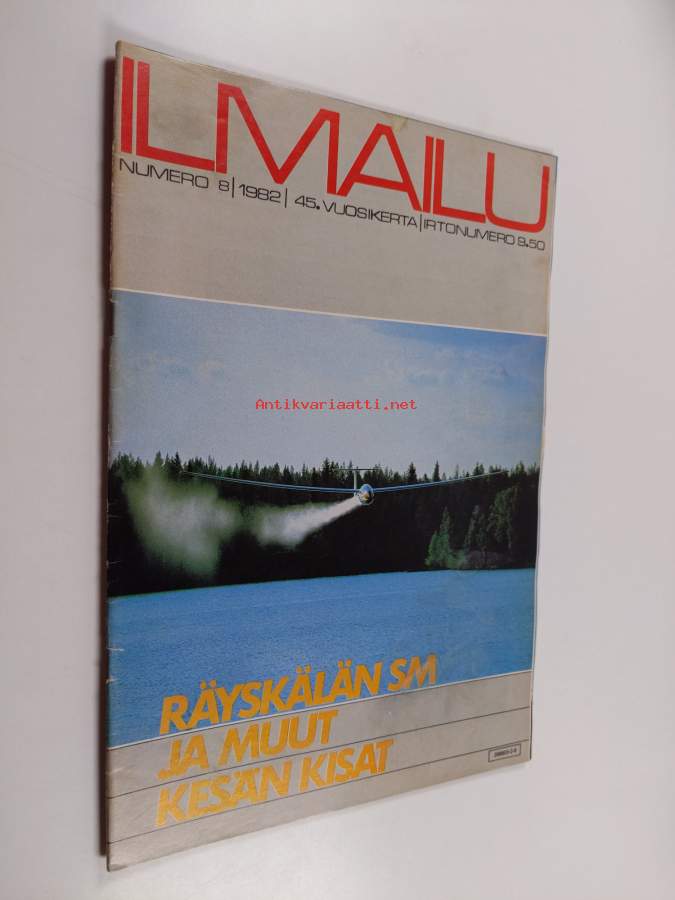 ILMAILU
NUMERO 8 | 1982 | 45. VUOSIKERTA | IRTONUMERO 9.50
Antikvariaatti.net
RÄYSKÄLÄN SM
JA MUUT
KESÄN KISAT